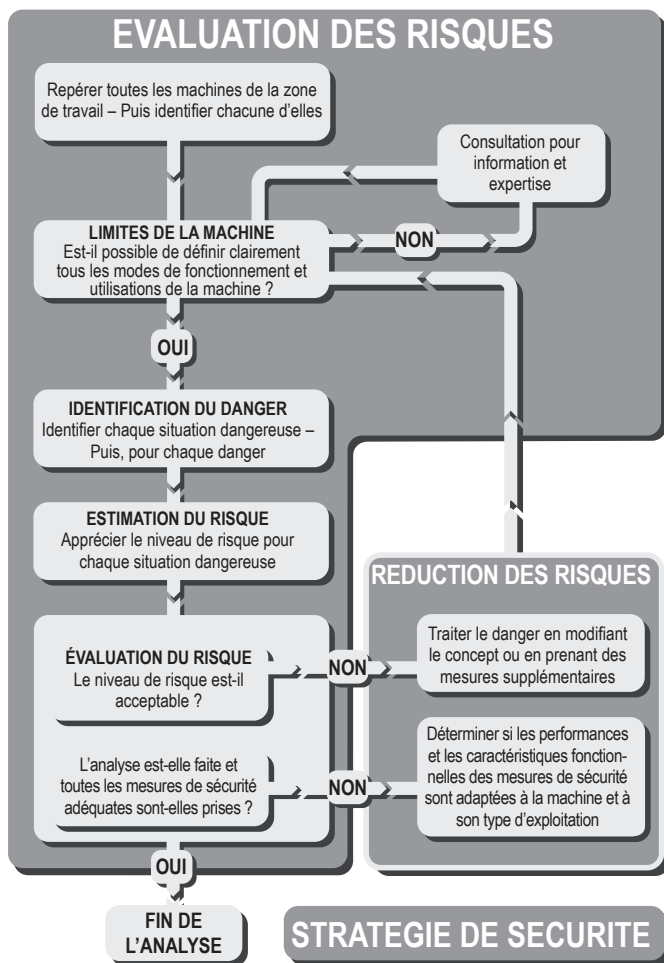 EVALUATION DES RISQUES
Repérer toutes les machines de la zone
de travail – Puis identifier chacune d'elles
Consultation pour
information et
expertise
LIMITES DE LA MACHINE
Est-il possible de définir clairement
tous les modes de fonctionnement et
utilisations de la machine ?
NON
OUI
IDENTIFICATION DU DANGER
Identifier chaque situation dangereuse –
Puis, pour chaque danger
ESTIMATION DU RISQUE
Apprécier le niveau de risque pour
chaque situation dangereuse
REDUCTION DES RISQUES
ÉVALUATION DU RISQUE
Le niveau de risque est-il
acceptable ?
NON
Traiter le danger en modifiant
le concept ou en prenant des
mesures supplémentaires
L'analyse est-elle faite et
toutes les mesures de sécurité
adéquates sont-elles prises ?
NON
Déterminer si les performances
et les caractéristiques fonction-
nelles des mesures de sécurité
sont adaptées à la machine et à
son type d'exploitation
OUI
FIN DE
L'ANALYSE
STRATEGIE DE SECURITE